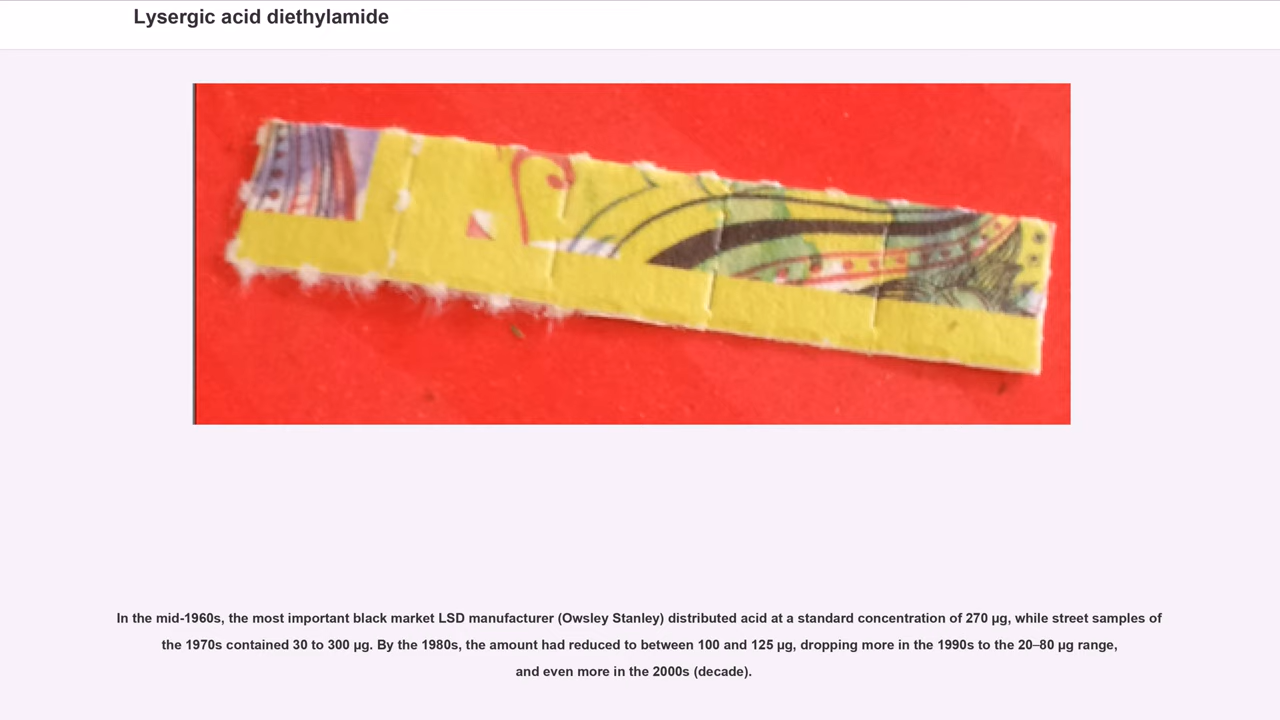 Lysergic acid diethylamide
In the mid-1960s, the most important black market LSD manufacturer (Owsley Stanley) distributed acid at a standard concentration of 270 µg, while street samples of
the 1970s contained 30 to 300 µg. By the 1980s, the amount had reduced to between 100 and 125 µg, dropping more in the 1990s to the 20–80 µg range,
and even more in the 2000s (decade).